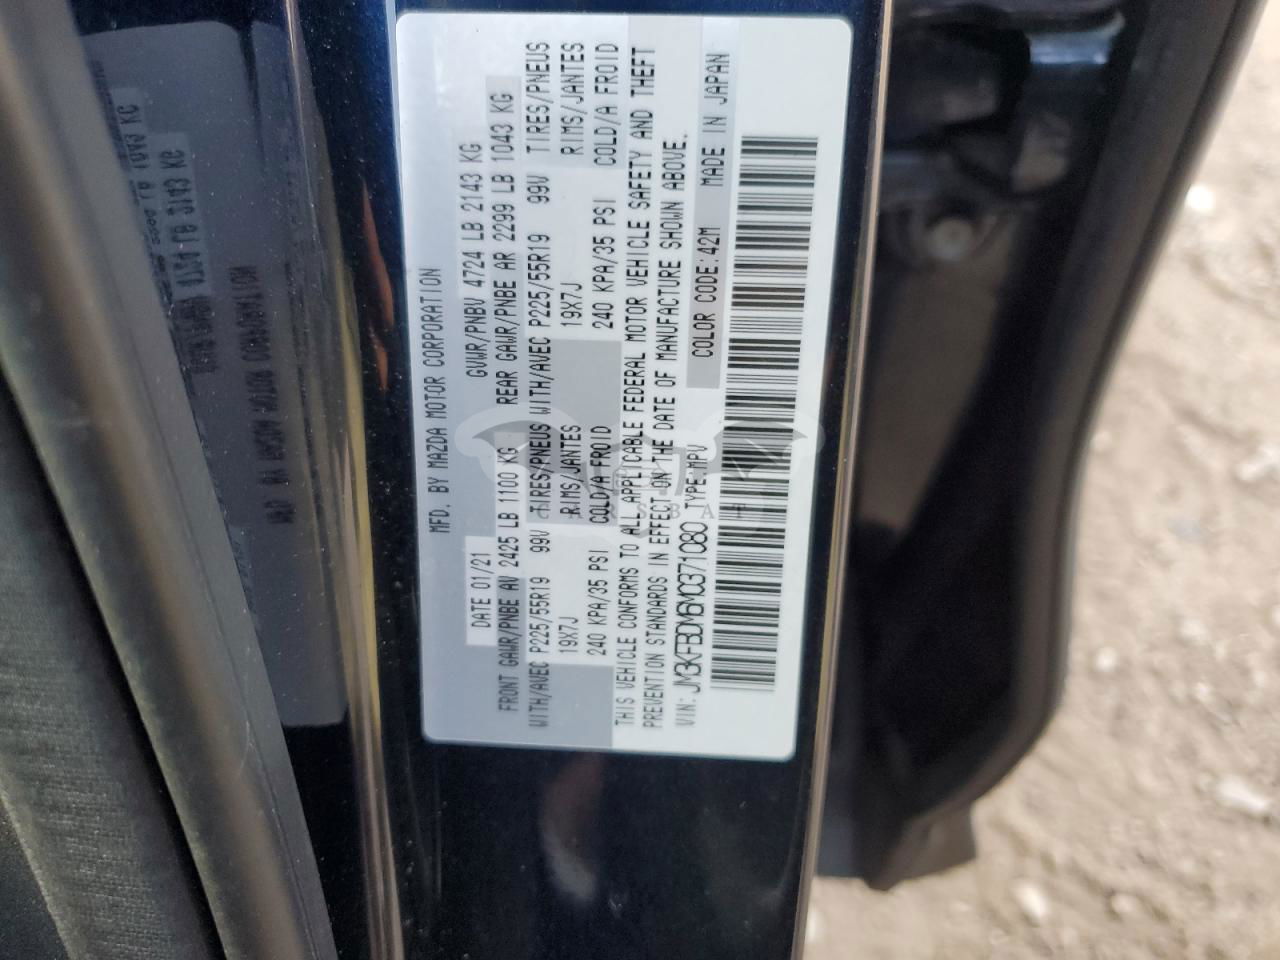 MFD. BY MAZDA MOTOR CORPORATION
DATE 01/21 GVWR/PNBV 4724 LB 2143 KG
FRONT GAWR/PNBE AV 2425 LB 1100 KG REAR GAWR/PNBE AR 2299 LB 1043 KG
WITH/AVEC P225/55R19 99V TIRES/PNEUS WITH/AVEC P225/55R19 99V TIRES/PNEUS
19X7J RIMS/JANTES 19X7J RIMS/JANTES
240 KPA/35 PSI COLD/A FROID 240 KPA/35 PSI COLD/A FROID
THIS VEHICLE CONFORMS TO ALL APPLICABLE FEDERAL MOTOR VEHICLE SAFETY AND THEFT
PREVENTION STANDARDS IN EFFECT ON THE DATE OF MANUFACTURE SHOWN ABOVE.
VIN: JM3KFBDM6M0371080 TYPE:MPV COLOR CODE:42M MADE IN JAPAN
CARSBAT